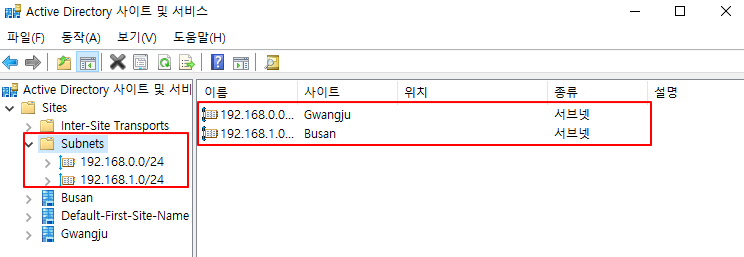 Active Directory 사이트 및 서비스
파일(F) 동작(A) 보기(V) 도움말(H)
Active Directory 사이트 및 서비
Sites
Inter-Site Transports
Subnets
192.168.0.0/24
192.168.1.0/24
Busan
Default-First-Site-Name
Gwangju
이름 사이트 위치 종류 설명
192.168.0.0... Gwangju 서브넷
192.168.1.0... Busan 서브넷